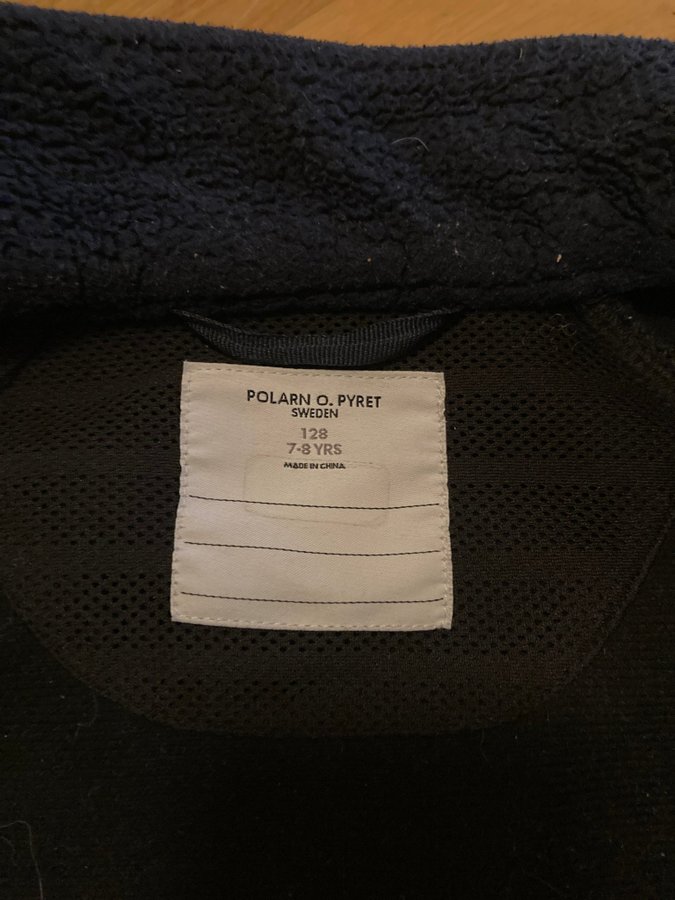 POLARN O. PYRET
SWEDEN
128
7-8 YRS
MADE IN CHINA